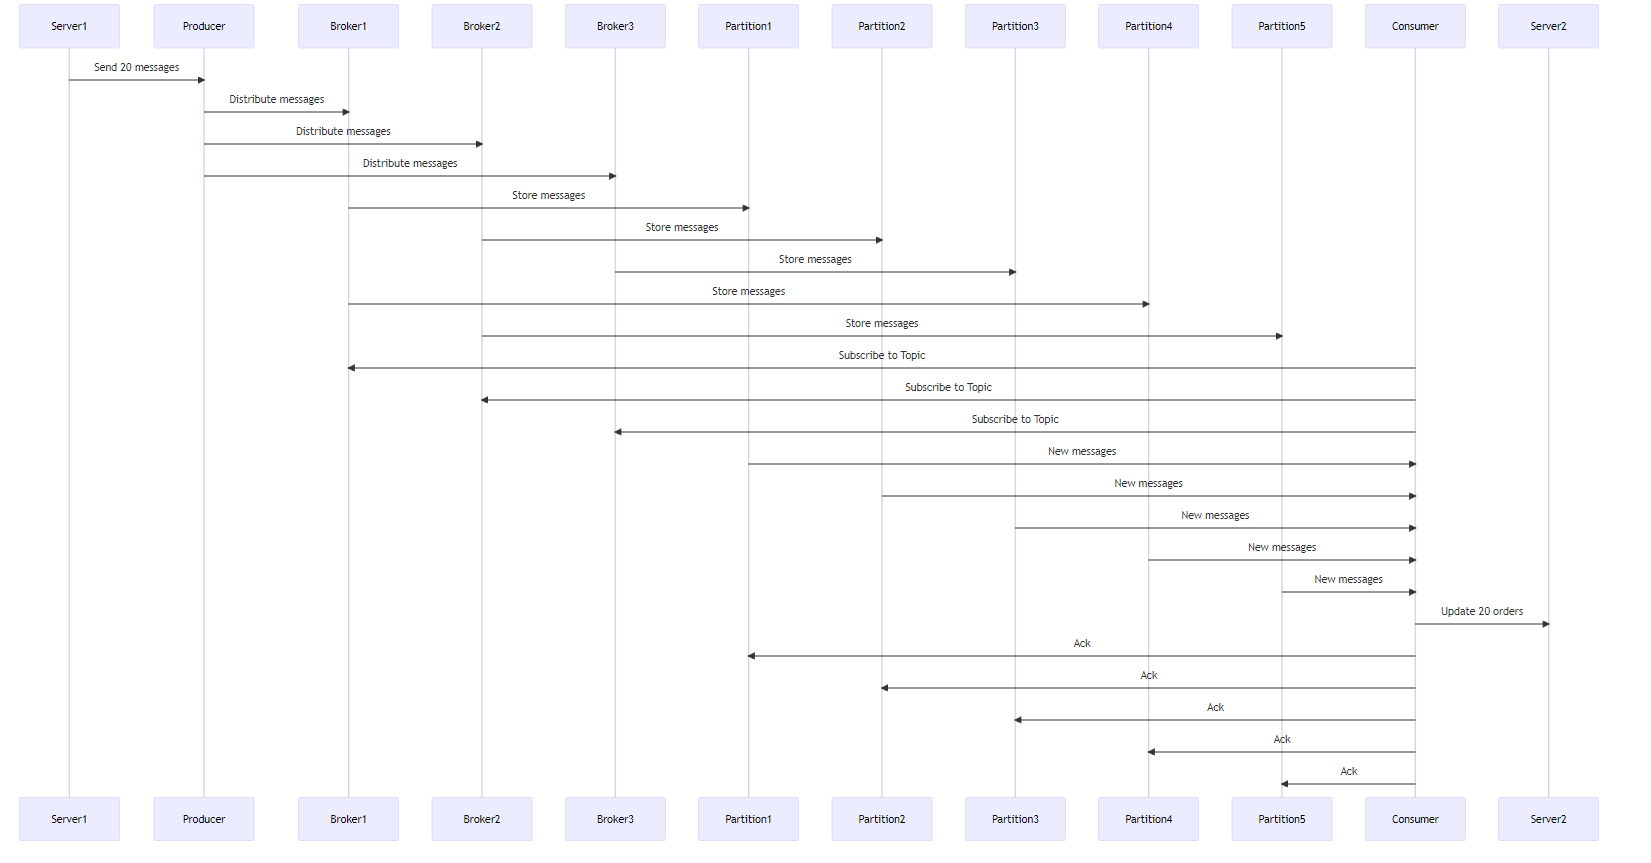 Server1 Producer Broker1 Broker2 Broker3 Partition1 Partition2 Partition3 Partition4 Partition5 Consumer Server2
Send 20 messages
Distribute messages
Distribute messages
Distribute messages
Store messages
Store messages
Store messages
Store messages
Store messages
Subscribe to Topic
Subscribe to Topic
Subscribe to Topic
New messages
New messages
New messages
New messages
New messages
Update 20 orders
Ack
Ack
Ack
Ack
Ack
Server1 Producer Broker1 Broker2 Broker3 Partition1 Partition2 Partition3 Partition4 Partition5 Consumer Server2